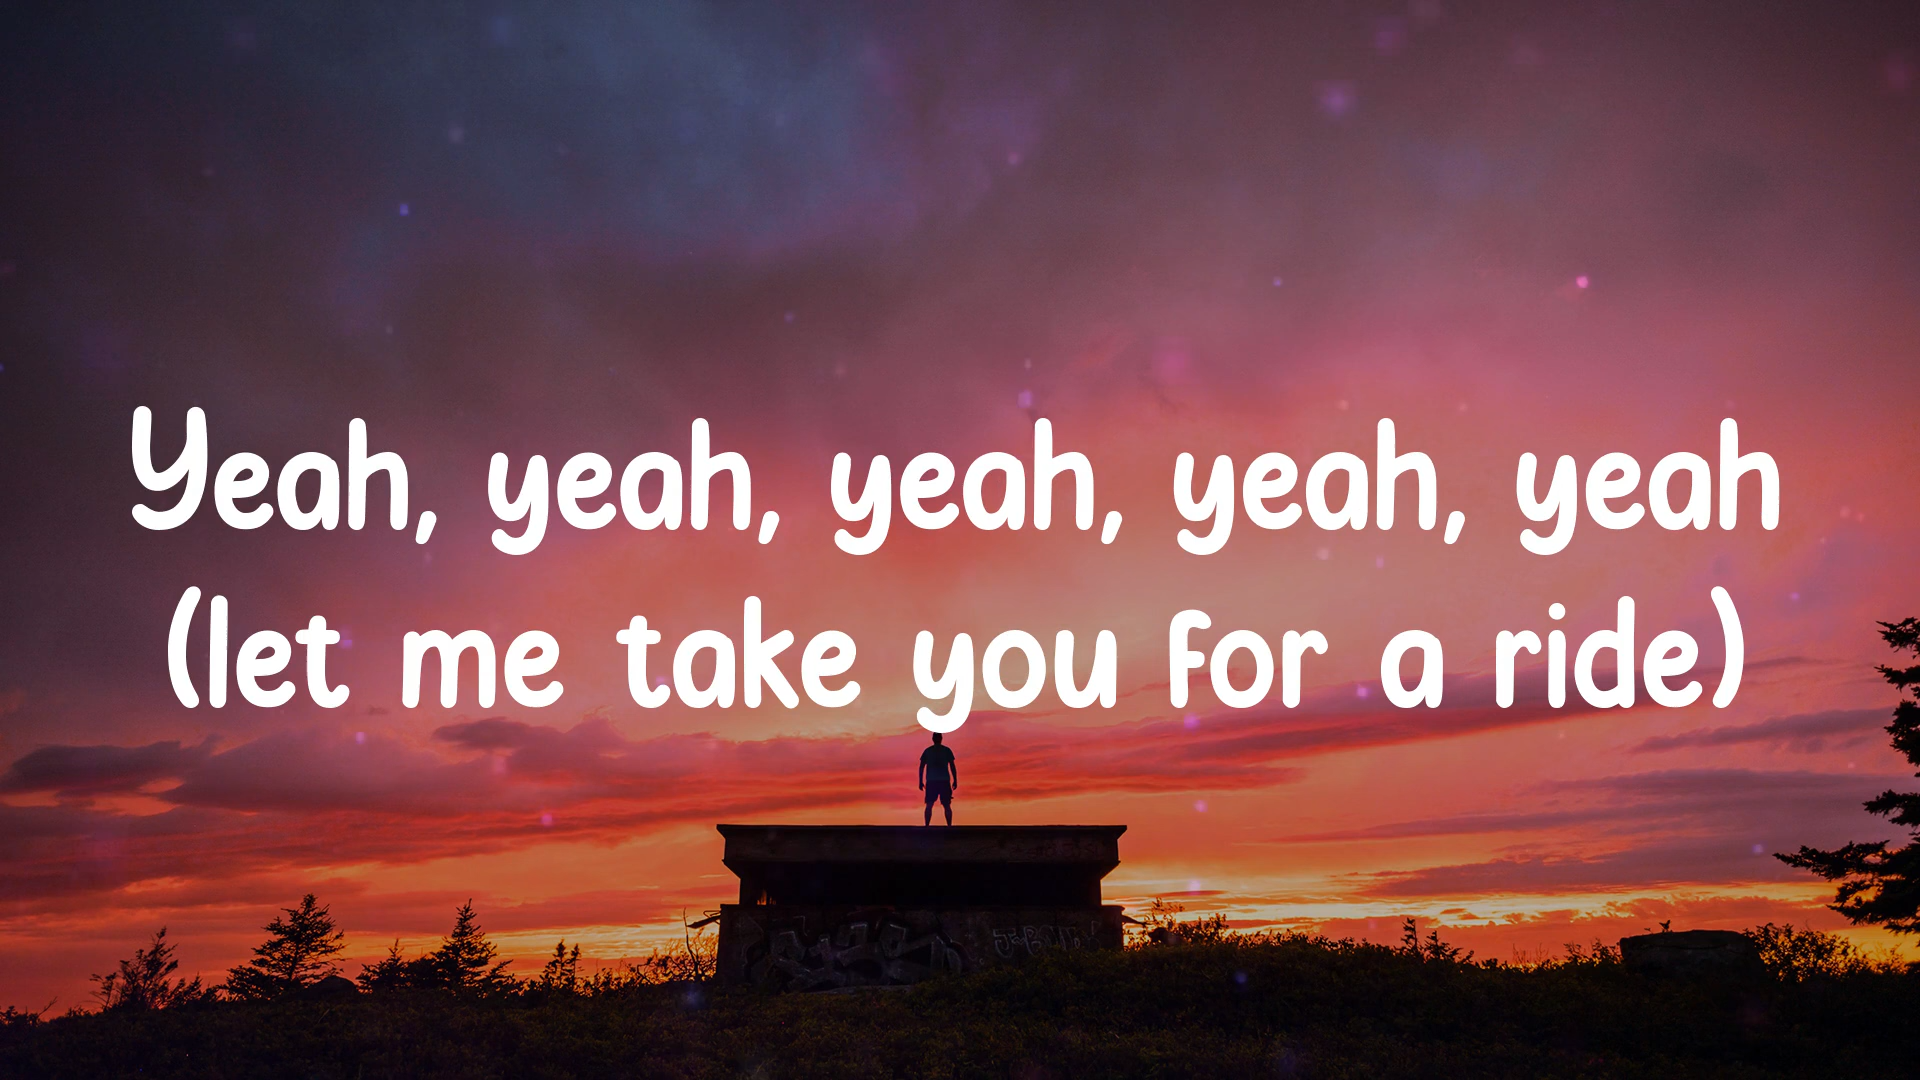 Yeah, yeah, yeah, yeah, yeah
(let me take you for a ride)